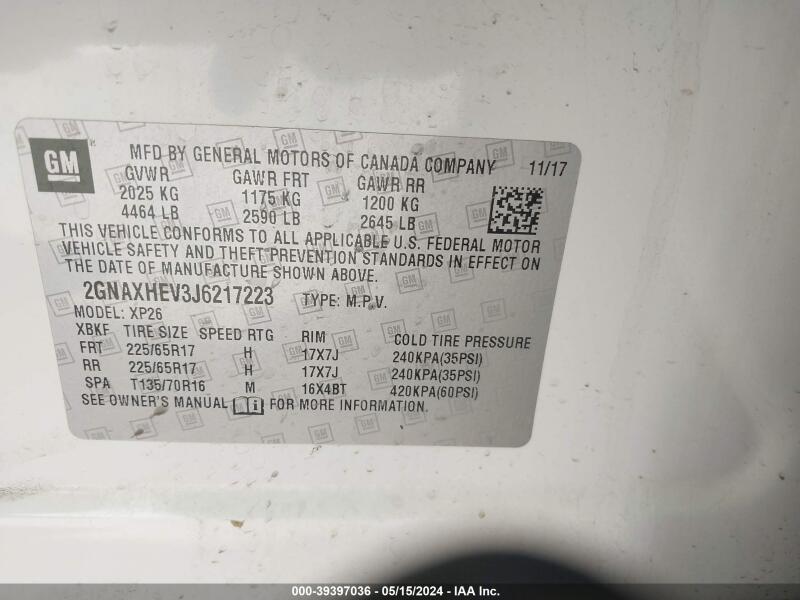 GM
MFD BY GENERAL MOTORS OF CANADA COMPANY 11/17
GVWR GAWR FRT GAWR RR
2025 KG 1175 KG 1200 KG
4464 LB 2590 LB 2645 LB
THIS VEHICLE CONFORMS TO ALL APPLICABLE U.S. FEDERAL MOTOR
VEHICLE SAFETY AND THEFT PREVENTION STANDARDS IN EFFECT ON
THE DATE OF MANUFACTURE SHOWN ABOVE.
2GNAXHEV3J6217223 TYPE: M.P.V.
MODEL: XP26
XBKF TIRE SIZE SPEED RTG RIM COLD TIRE PRESSURE
FRT 225/65R17 H 17X7J 240KPA(35PSI)
RR 225/65R17 H 17X7J 240KPA(35PSI)
SPA T135/70R16 M 16X4BT 420KPA(60PSI)
SEE OWNER'S MANUAL FOR MORE INFORMATION.
000-39397036 - 05/15/2024 - IAA Inc.